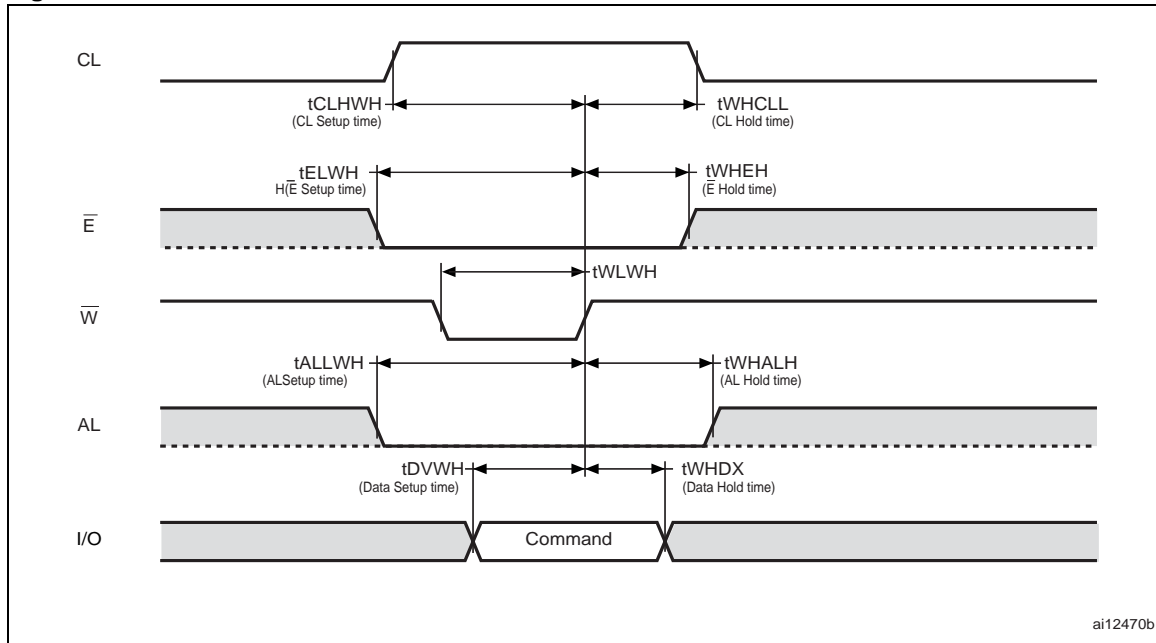 CL
tCLHWH
(CL Setup time)
tWHCLL
(CL Hold time)
tELWH
H(E̅ Setup time)
tWHEH
(E̅ Hold time)
E̅
tWLWH
W̅
tALLWH
(ALSetup time)
tWHALH
(AL Hold time)
AL
tDVWH
(Data Setup time)
tWHDX
(Data Hold time)
I/O
Command
ai12470b